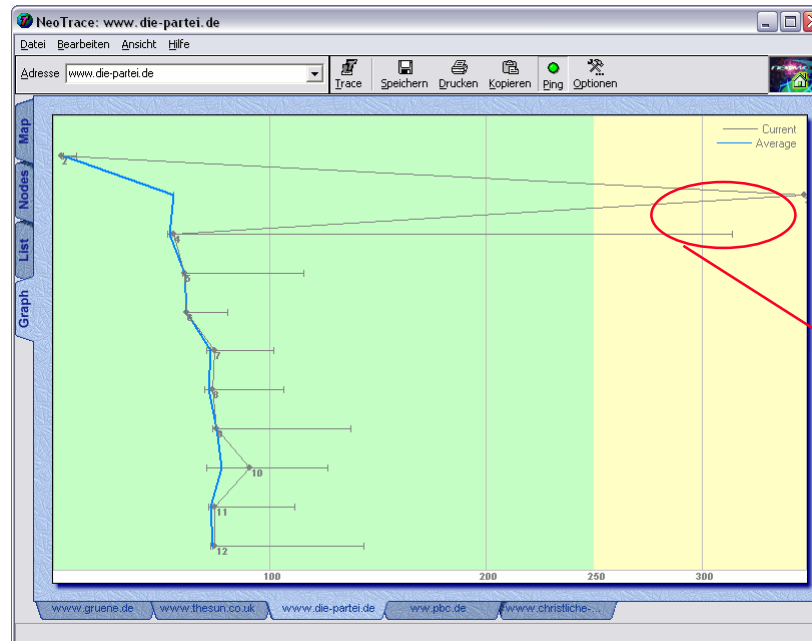 NeoTrace: www.die-partei.de
Datei Bearbeiten Ansicht Hilfe
Adresse www.die-partei.de Trace Speichern Drucken Kopieren Ping Optionen
Map
Nodes
List
Graph
Current
Average
2
4
5
6
7
8
9
10
11
12
100 200 250 300
www.gruene.de www.thesun.co.uk www.die-partei.de ww.pbc.de www.christliche-...